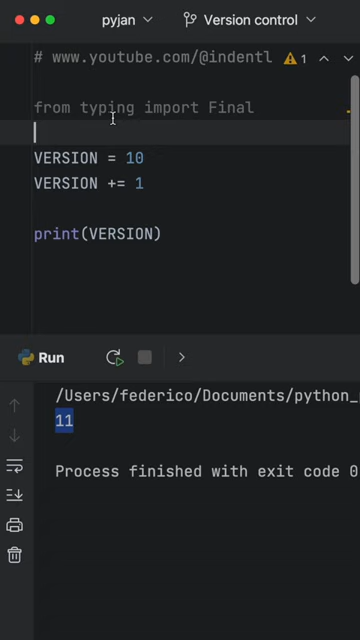 pyjan Version control
# www.youtube.com/@indentl 1
from typing import Final
VERSION = 10
VERSION += 1
print(VERSION)
Run
/Users/federico/Documents/python_
11
Process finished with exit code 0